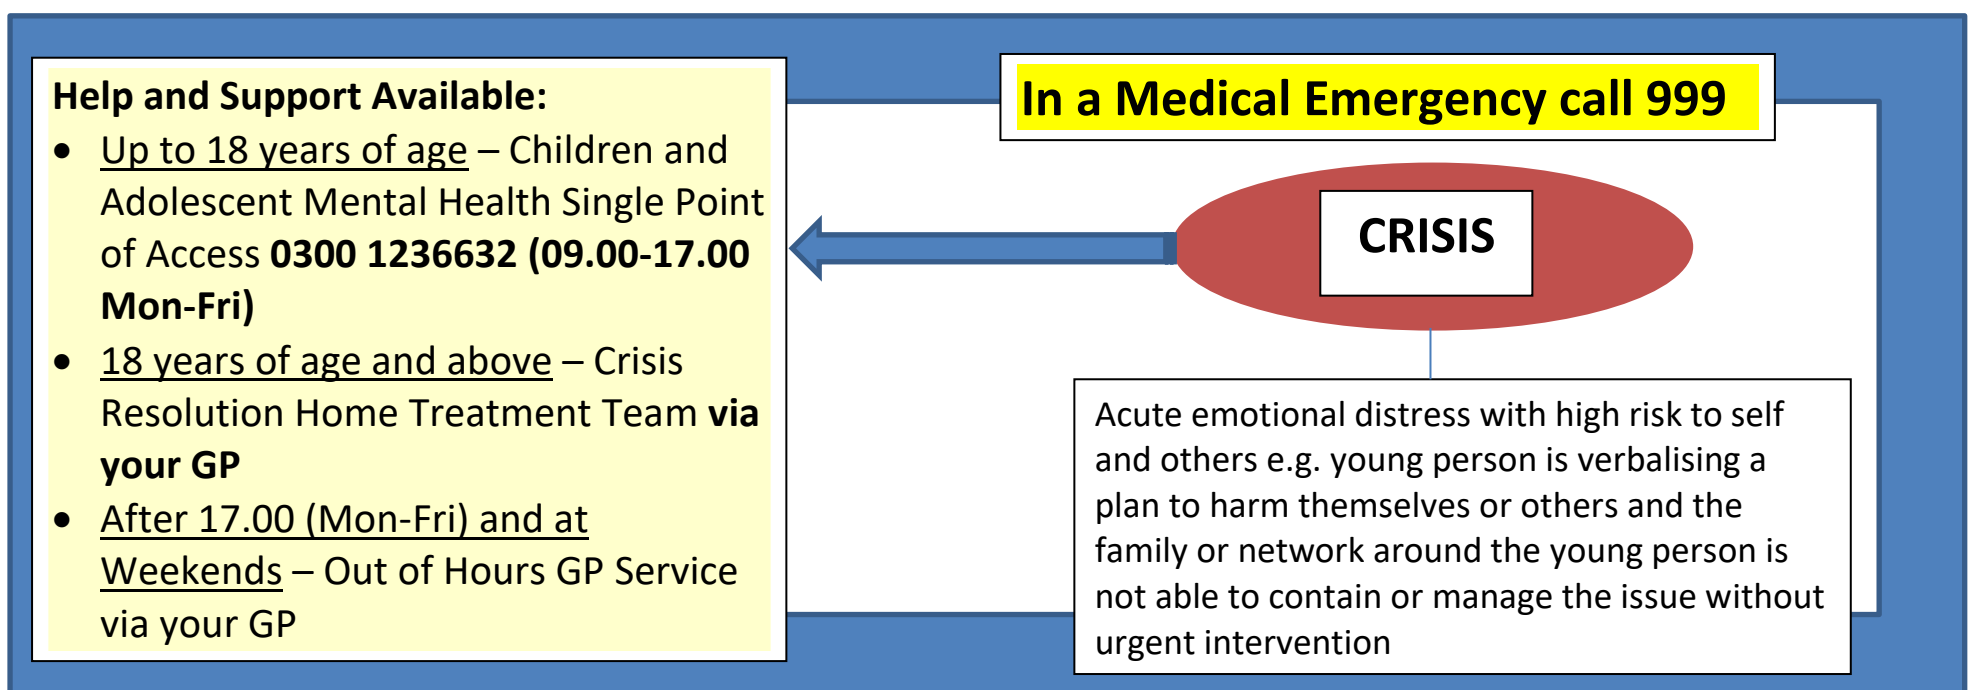 Help and Support Available:
• Up to 18 years of age – Children and
Adolescent Mental Health Single Point
of Access 0300 1236632 (09.00-17.00
Mon-Fri)
• 18 years of age and above – Crisis
Resolution Home Treatment Team via
your GP
• After 17.00 (Mon-Fri) and at
Weekends – Out of Hours GP Service
via your GP
In a Medical Emergency call 999
CRISIS
Acute emotional distress with high risk to self
and others e.g. young person is verbalising a
plan to harm themselves or others and the
family or network around the young person is
not able to contain or manage the issue without
urgent intervention